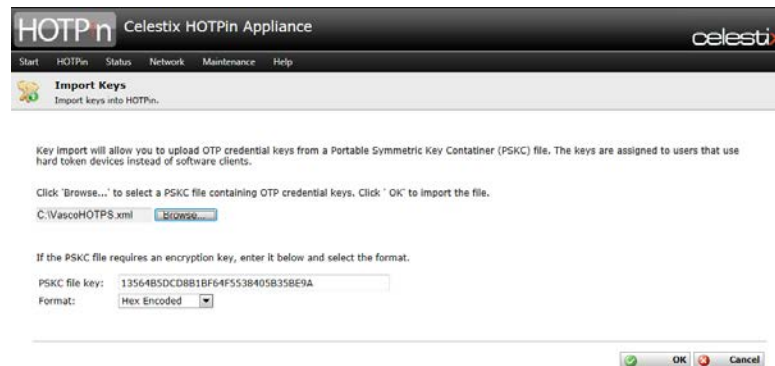 HOTPin Celestix HOTPin Appliance
celestix
Start HOTPin Status Network Maintenance Help
Import Keys
Import keys into HOTPin.
Key import will allow you to upload OTP credential keys from a Portable Symmetric Key Contatiner (PSKC) file. The keys are assigned to users that use
hard token devices instead of software clients.
Click 'Browse...' to select a PSKC file containing OTP credential keys. Click ' OK' to import the file.
C:\VascoHOTPS.xml Browse...
If the PSKC file requires an encryption key, enter it below and select the format.
PSKC file key: 13564B5DCD8B1BF64F5538405B35BE9A
Format: Hex Encoded
OK Cancel